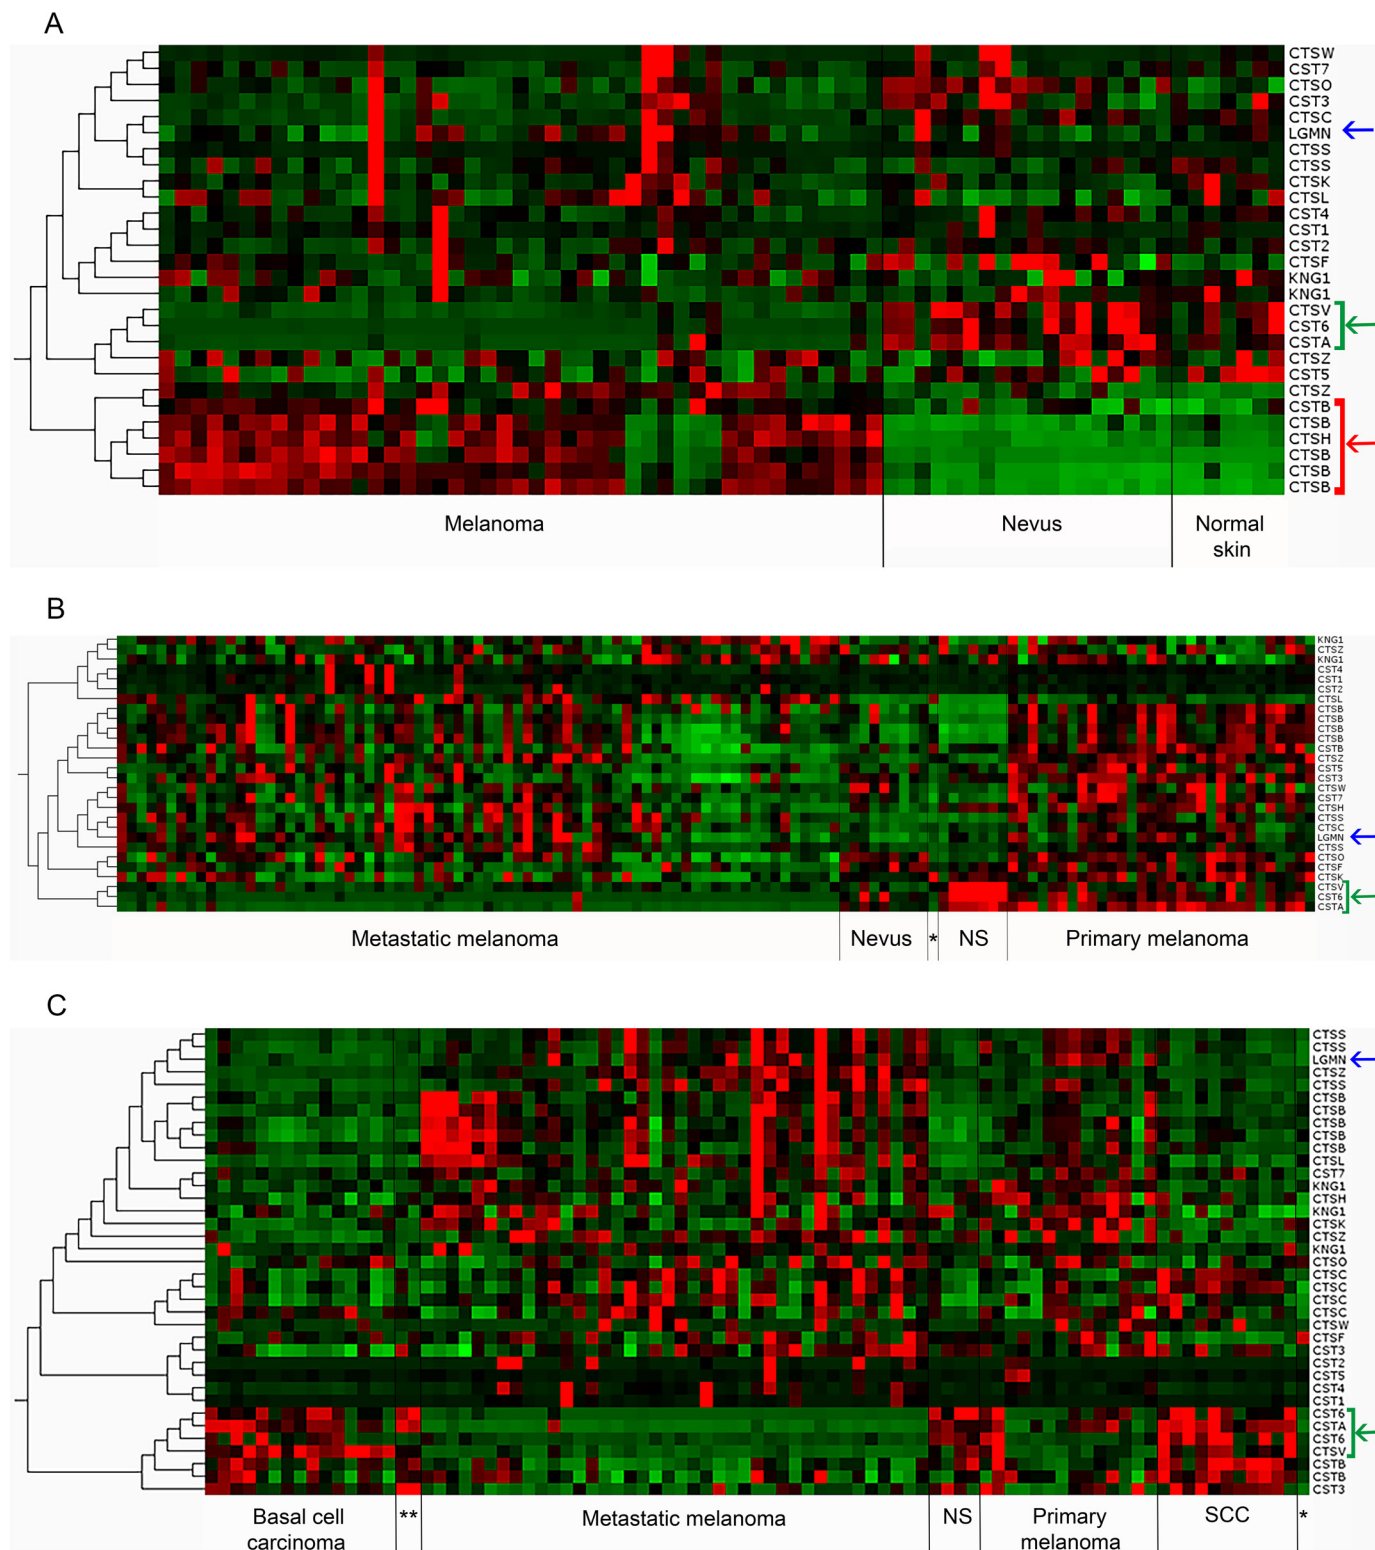 A
CTSW
CST7
CTSO
CST3
CTSC
LGMN
CTSS
CTSS
CTSK
CTSL
CST4
CST1
CST2
CTSF
KNG1
KNG1
CTSV
CST6
CSTA
CTSZ
CST5
CTSZ
CSTB
CTSB
CTSH
CTSB
CTSB
CTSB
Melanoma
Nevus
Normal
skin
B
KNG1
CTSZ
KNG1
CST4
CST1
CST2
CTSL
CTSB
CTSB
CTSB
CTSB
CSTB
CTSZ
CST5
CST3
CTSW
CST7
CTSH
CTSS
CTSC
LGMN
CTSS
CTSO
CTSF
CTSK
CTSV
CST6
CSTA
Metastatic melanoma
Nevus
*
NS
Primary melanoma
C
CTSS
CTSS
LGMN
CTSZ
CTSS
CTSB
CTSB
CTSB
CTSB
CTSB
CTSL
CST7
KNG1
CTSH
KNG1
CTSK
CTSZ
KNG1
CTSO
CTSC
CTSC
CTSC
CTSC
CTSW
CTSF
CST3
CST2
CST5
CST4
CST1
CST6
CSTA
CST6
CTSV
CSTB
CSTB
CST3
Basal cell
carcinoma
**
Metastatic melanoma
NS
Primary
melanoma
SCC
*